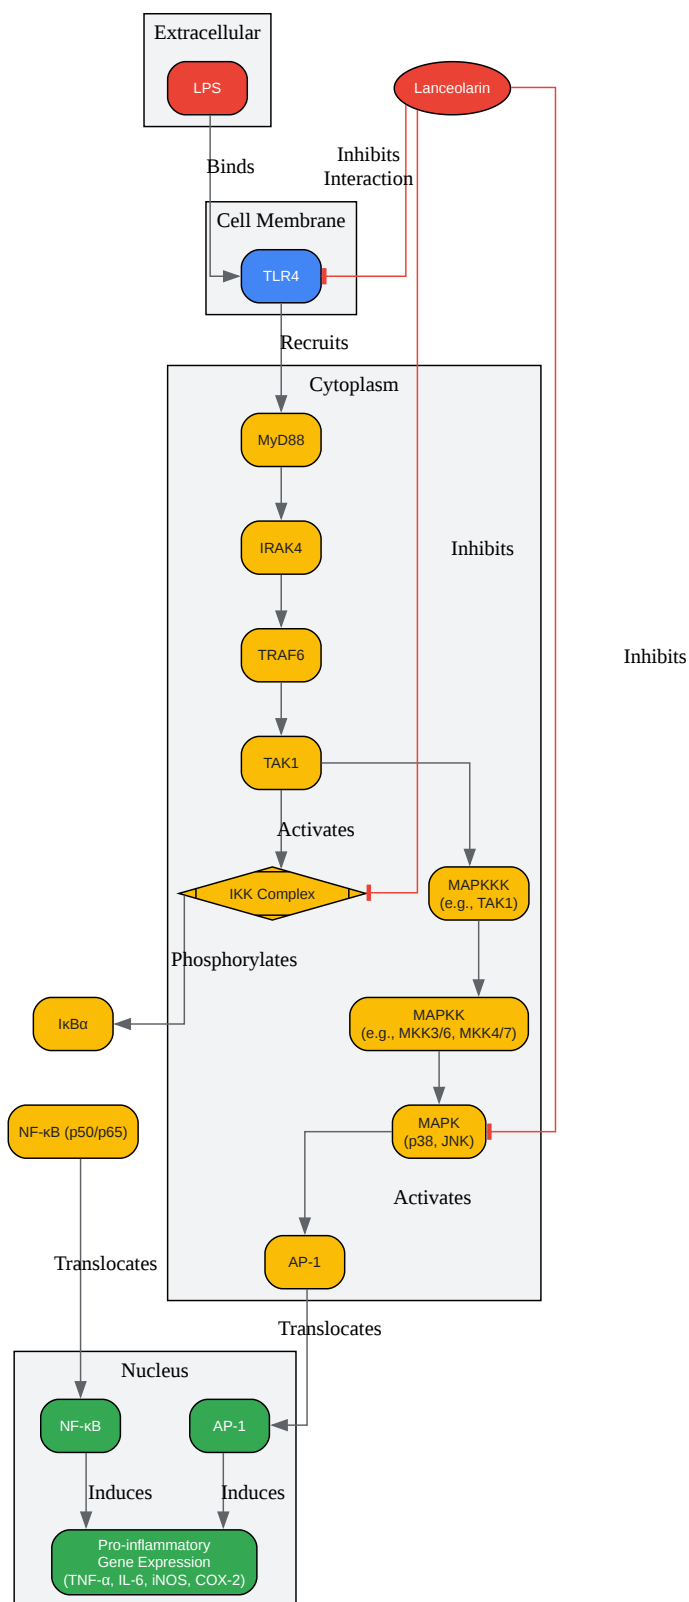 Extracellular
LPS
Lanceolarin
Binds
Inhibits
Interaction
Cell Membrane
TLR4
Recruits
Cytoplasm
MyD88
IRAK4
Inhibits
TRAF6
Inhibits
TAK1
Activates
IKK Complex
MAPKKK
(e.g., TAK1)
Phosphorylates
IκBα
MAPKK
(e.g., MKK3/6, MKK4/7)
NF-κB (p50/p65)
MAPK
(p38, JNK)
Activates
Translocates
AP-1
Translocates
Nucleus
NF-κB
AP-1
Induces
Induces
Pro-inflammatory
Gene Expression
(TNF-α, IL-6, iNOS, COX-2)